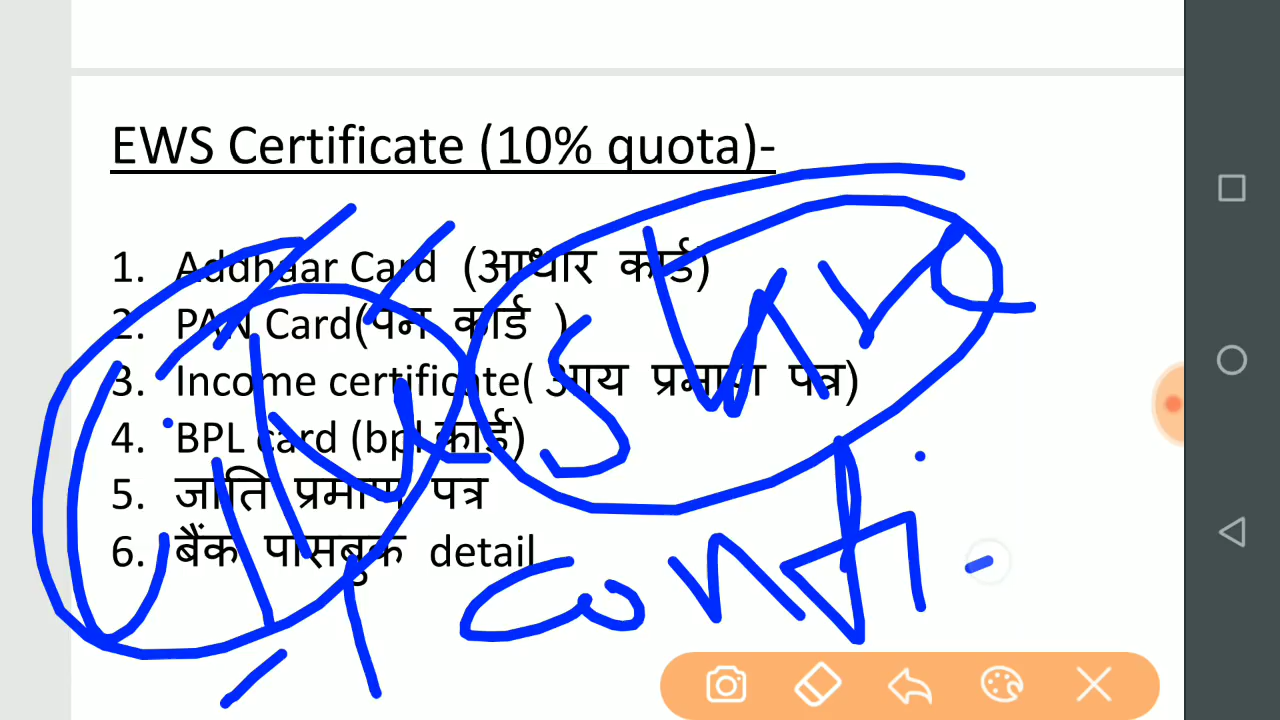 EWS Certificate (10% quota)-
1. Addhaar Card (आधार कार्ड)
2. PAN Card(पन कार्ड )
3. Income certificate( आय प्रमाण पत्र)
4. BPL card (bpl कार्ड)
5. जाति प्रमाण पत्र
6. बैंक पासबुक detail